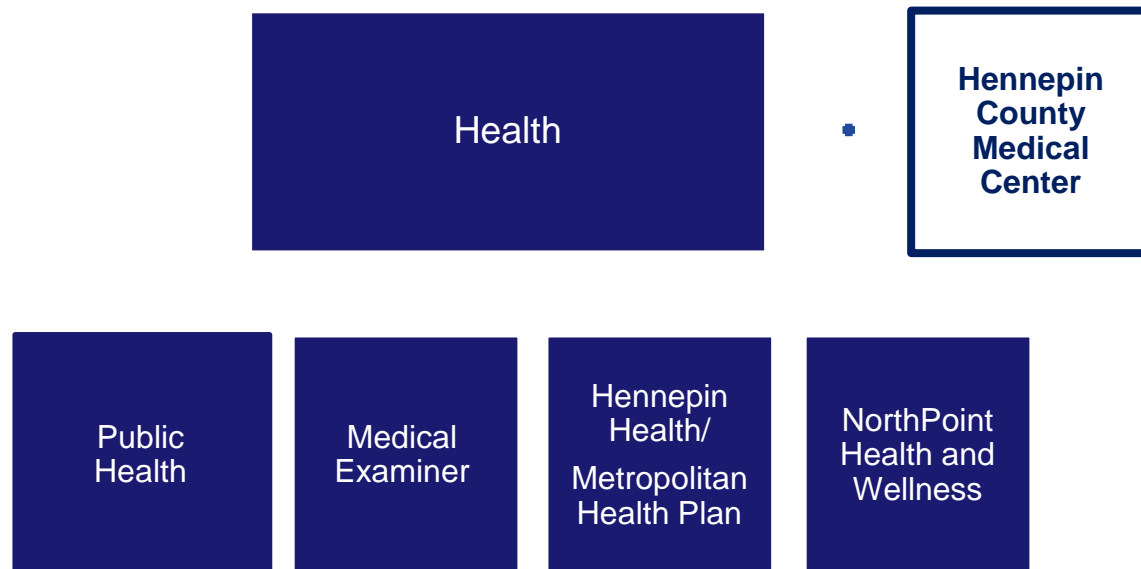 Health
Hennepin
County
Medical
Center
Public
Health
Medical
Examiner
Hennepin
Health/
Metropolitan
Health Plan
NorthPoint
Health and
Wellness